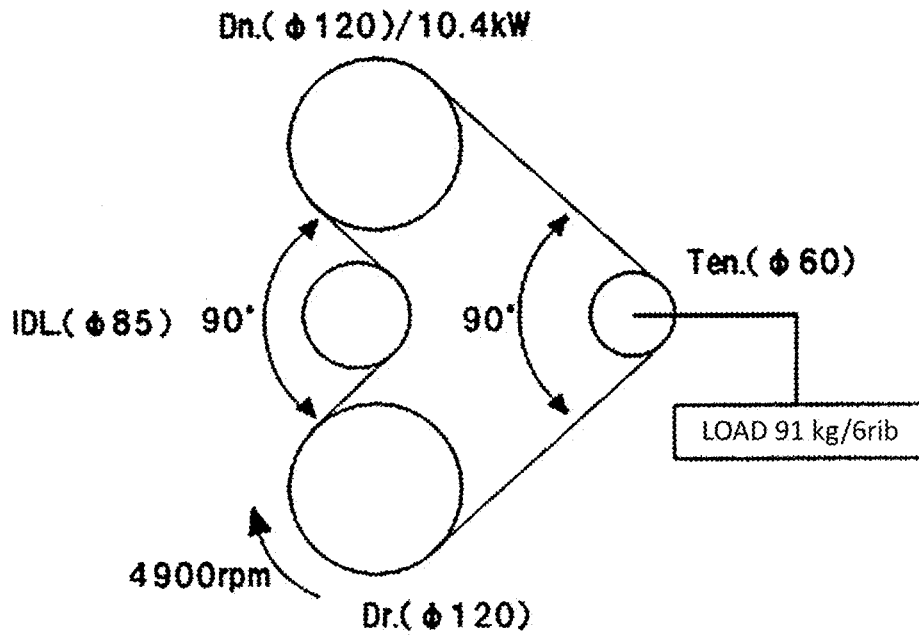 Dn.(Φ120)/10.4kW
Ten.(Φ60)
IDL.(Φ85) 90° 90°
LOAD 91 kg/6rib
4900rpm
Dr.(Φ120)